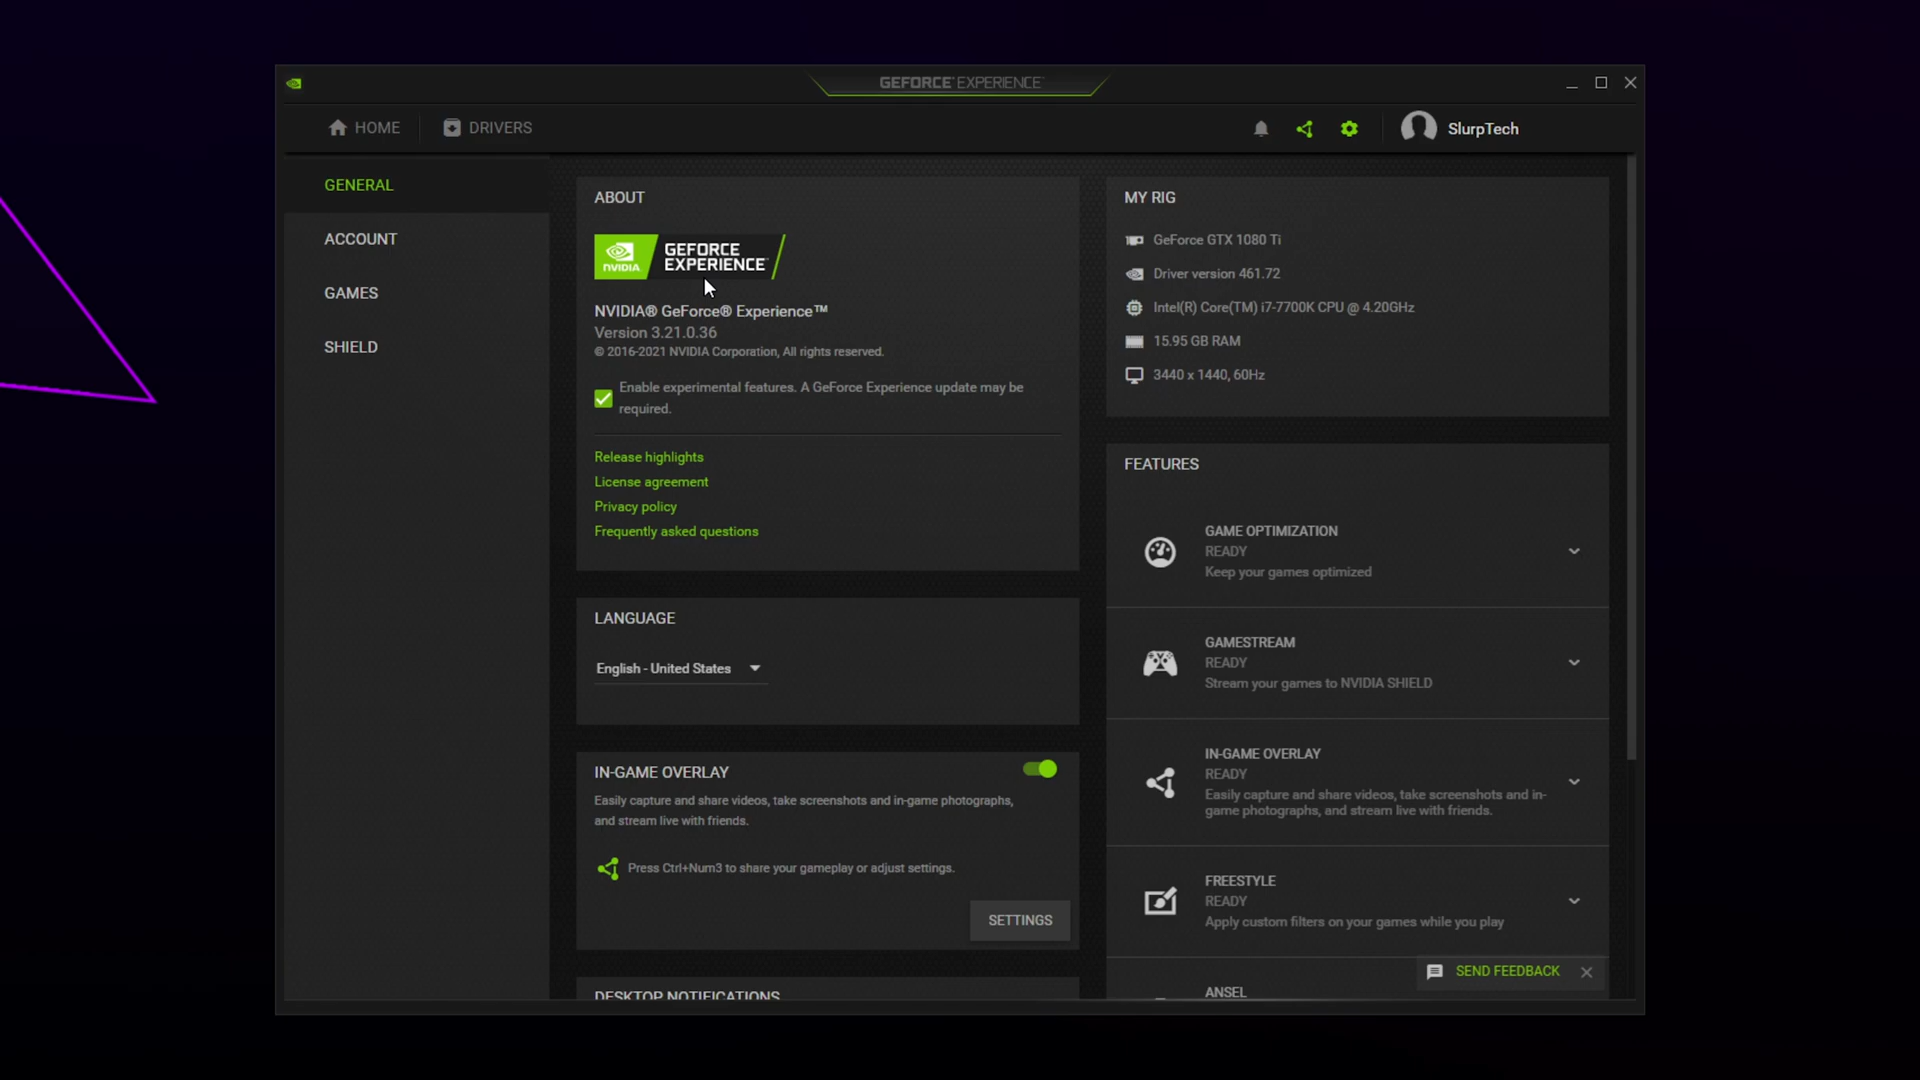 GEFORCE EXPERIENCE
HOME
DRIVERS
SlurpTech
GENERAL
ACCOUNT
GAMES
SHIELD
ABOUT
NVIDIA
GEFORCE
EXPERIENCE
NVIDIA® GeForce® Experience™
Version 3.21.0.36
© 2016-2021 NVIDIA Corporation, All rights reserved.
Enable experimental features. A GeForce Experience update may be
required.
Release highlights
License agreement
Privacy policy
Frequently asked questions
LANGUAGE
English - United States
IN-GAME OVERLAY
Easily capture and share videos, take screenshots and in-game photographs,
and stream live with friends.
Press Ctrl+Num3 to share your gameplay or adjust settings.
SETTINGS
DESKTOP NOTIFICATIONS
MY RIG
GeForce GTX 1080 Ti
Driver version 461.72
Intel(R) Core(TM) i7-7700K CPU @ 4.20GHz
15.95 GB RAM
3440 x 1440, 60Hz
FEATURES
GAME OPTIMIZATION
READY
Keep your games optimized
GAMESTREAM
READY
Stream your games to NVIDIA SHIELD
IN-GAME OVERLAY
READY
Easily capture and share videos, take screenshots and in-
game photographs, and stream live with friends.
FREESTYLE
READY
Apply custom filters on your games while you play
SEND FEEDBACK
ANSEL